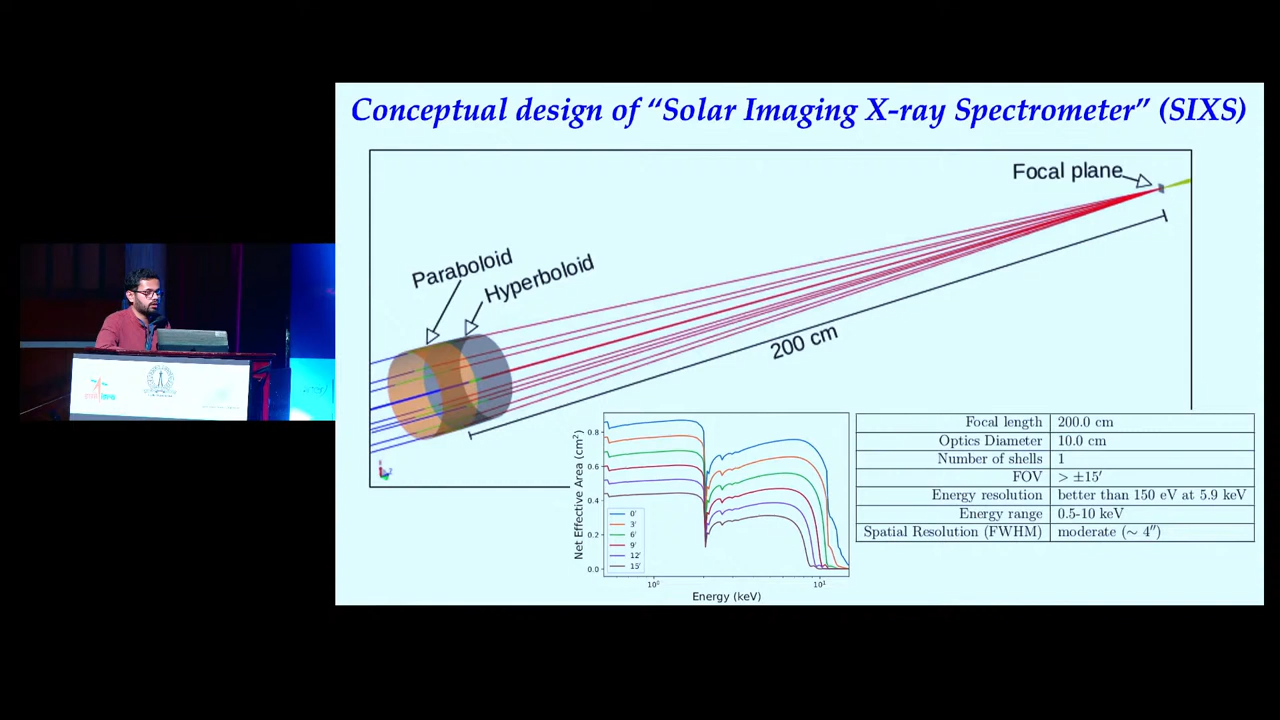 Conceptual design of “Solar Imaging X-ray Spectrometer” (SIXS)
Focal plane
Paraboloid
Hyperboloid
200 cm
Net Effective Area (cm²)
0.8
0.6
0.4
0.2
0.0
0'
3'
6'
9'
12'
15'
10⁰
10¹
Energy (keV)
Focal length 200.0 cm
Optics Diameter 10.0 cm
Number of shells 1
FOV > ±15′
Energy resolution better than 150 eV at 5.9 keV
Energy range 0.5-10 keV
Spatial Resolution (FWHM) moderate (∼ 4″)